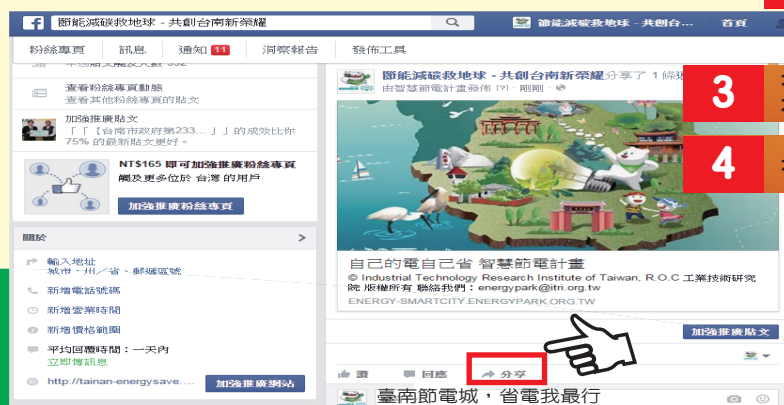 節能減碳救地球 - 共創台南新榮耀
節能減碳救地球 - 共創台...
首頁
粉絲專頁 訊息 通知 11 洞察報告 發佈工具
查看粉絲專頁動態
查看其他粉絲專頁的貼文
加強推廣貼文
「「【台南市政府第233... 」」的成效比你
75% 的最新貼文更好。
NT$165 即可加強推廣粉絲專頁
觸及更多位於 台灣 的用戶
加強推廣粉絲專頁
關於 >
輸入地址
城市、州／省、郵遞區號
新增電話號碼
新增營業時間
新增價格範圍
平均回覆時間：一天內
立即傳訊息
http://tainan-energysave....
加強推廣網站
節能減碳救地球 - 共創台南新榮耀分享了 1 條連
由智慧節電計畫發佈 [?] · 剛剛 ·
3
4
自己的電自己省 智慧節電計畫
© Industrial Technology Research Institute of Taiwan, R.O.C 工業技術研究
院 版權所有 聯絡我們：energypark@itri.org.tw
ENERGY-SMARTCITY.ENERGYPARK.ORG.TW
加強推廣貼文
讚 回應 分享
臺南節電城，省電我最行